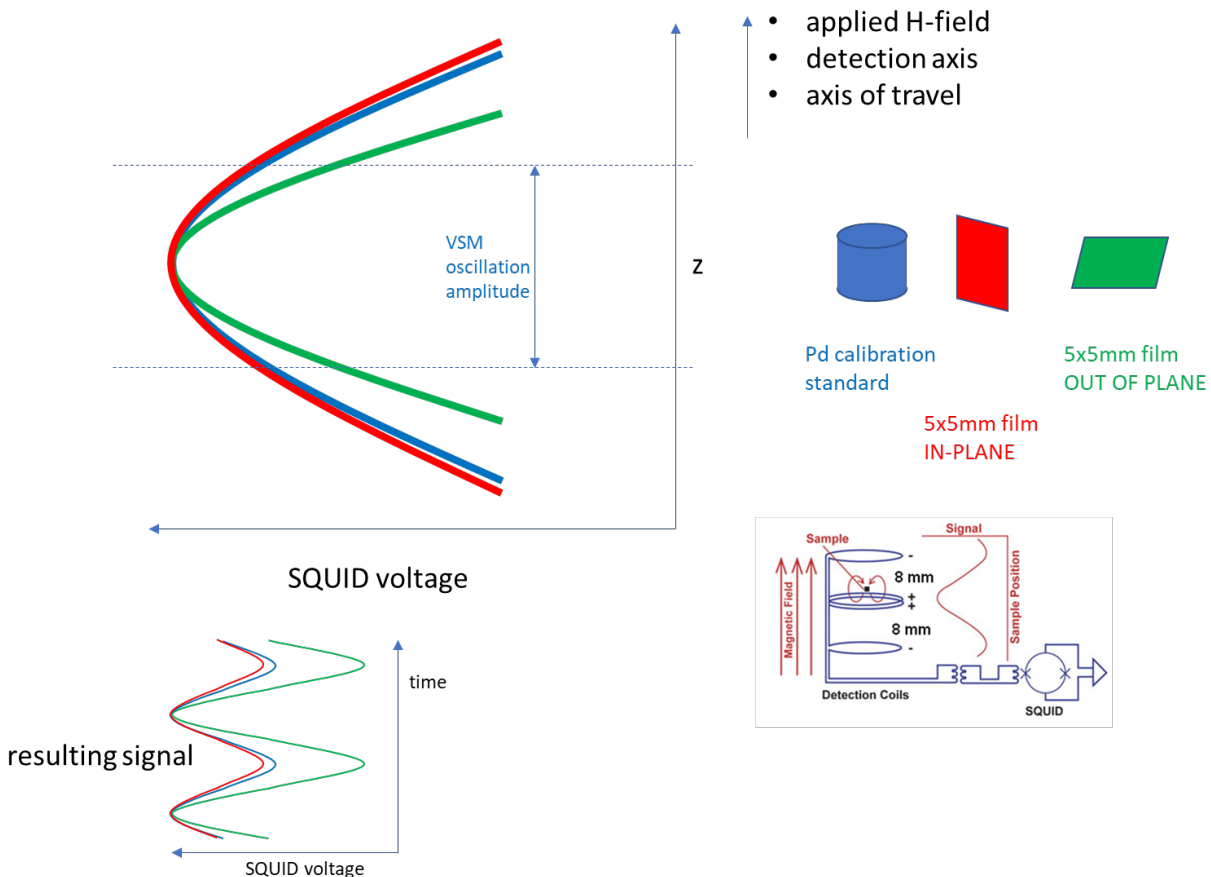 • applied H-field
• detection axis
• axis of travel
VSM
oscillation
amplitude
z
SQUID voltage
Pd calibration
standard
5x5mm film
IN-PLANE
5x5mm film
OUT OF PLANE
Signal
Sample
Magnetic Field
8 mm
8 mm
-
+
+
-
Sample Position
Detection Coils
SQUID
time
resulting signal
SQUID voltage